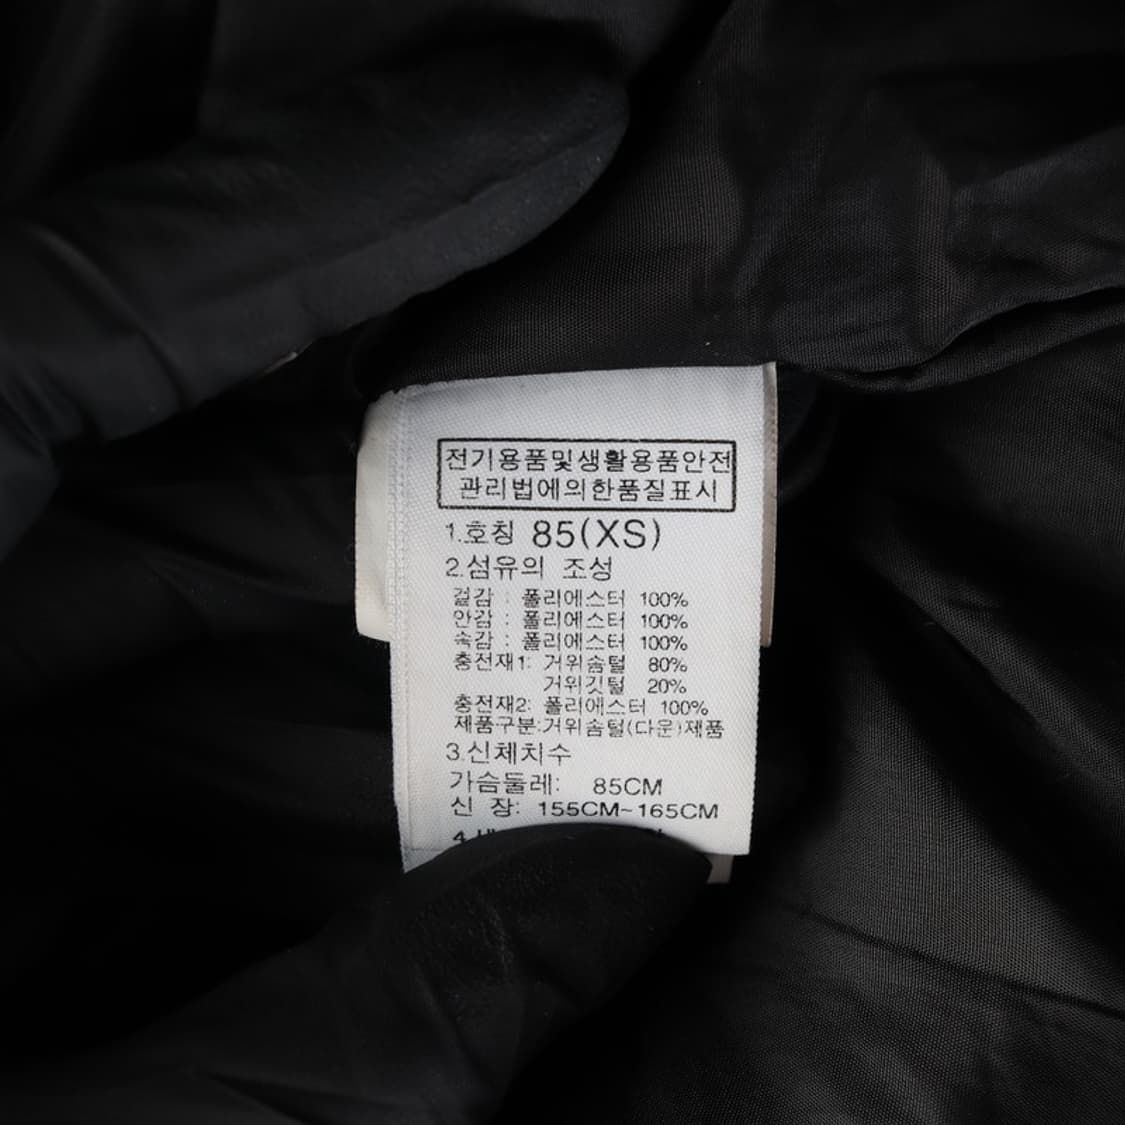 전기용품및생활용품안전
관리법에의한품질표시
1.호칭 85(XS)
2.섬유의 조성
겉감 : 폴리에스터 100%
안감 : 폴리에스터 100%
속감 : 폴리에스터 100%
충전재1: 거위솜털 80%
거위깃털 20%
충전재2: 폴리에스터 100%
제품구분:거위솜털(다운)제품
3.신체치수
가슴둘레: 85CM
신 장: 155CM~165CM
4.